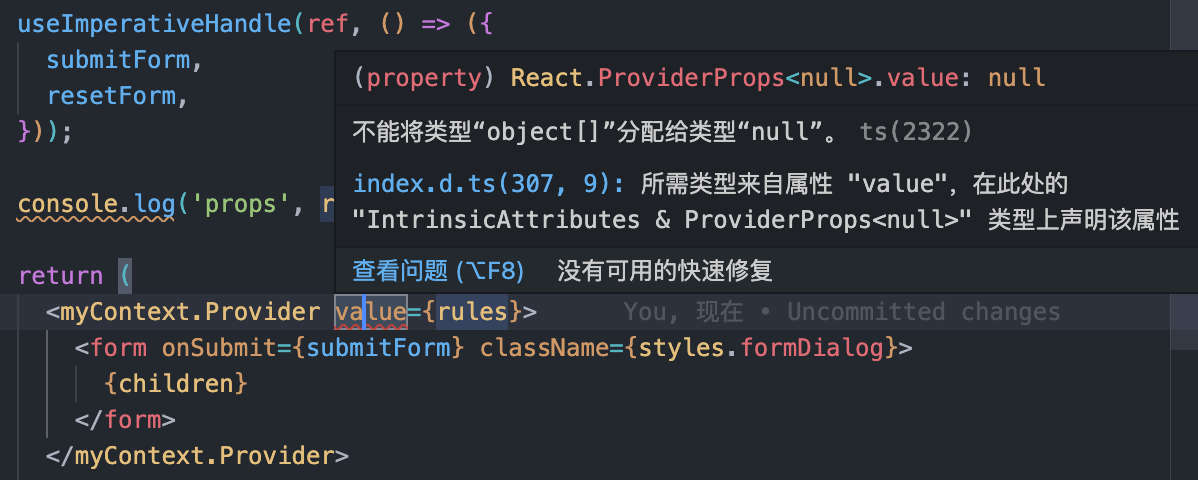 useImperativeHandle(ref, () => ({
submitForm,
resetForm,
}));
(property) React.ProviderProps<null>.value: null
不能将类型“object[]”分配给类型“null”。 ts(2322)
index.d.ts(307, 9): 所需类型来自属性 "value"，在此处的
"IntrinsicAttributes & ProviderProps<null>" 类型上声明该属性
查看问题 (⌥F8) 没有可用的快速修复
console.log('props', r
return (
<myContext.Provider value={rules}> You, 现在 • Uncommitted changes
<form onSubmit={submitForm} className={styles.formDialog}>
{children}
</form>
</myContext.Provider>